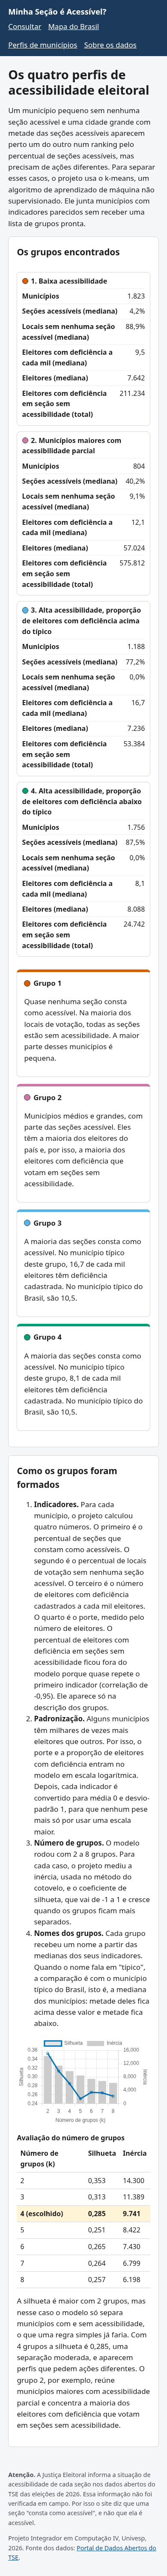 Minha Seção é Acessível?
Consultar Mapa do Brasil
Perfis de municípios Sobre os dados
Os quatro perfis de
acessibilidade eleitoral
Um município pequeno sem nenhuma
seção acessível e uma cidade grande com
metade das seções acessíveis aparecem
perto um do outro num ranking pelo
percentual de seções acessíveis, mas
precisam de ações diferentes. Para separar
esses casos, o projeto usa o k-means, um
algoritmo de aprendizado de máquina não
supervisionado. Ele junta municípios com
indicadores parecidos sem receber uma
lista de grupos pronta.
Os grupos encontrados
1. Baixa acessibilidade
Municípios 1.823
Seções acessíveis (mediana) 4,2%
Locais sem nenhuma seção 88,9%
acessível (mediana)
Eleitores com deficiência a 9,5
cada mil (mediana)
Eleitores (mediana) 7.642
Eleitores com deficiência 211.234
em seção sem
acessibilidade (total)
2. Municípios maiores com
acessibilidade parcial
Municípios 804
Seções acessíveis (mediana) 40,2%
Locais sem nenhuma seção 9,1%
acessível (mediana)
Eleitores com deficiência a 12,1
cada mil (mediana)
Eleitores (mediana) 57.024
Eleitores com deficiência 575.812
em seção sem
acessibilidade (total)
3. Alta acessibilidade, proporção
de eleitores com deficiência acima
do típico
Municípios 1.188
Seções acessíveis (mediana) 77,2%
Locais sem nenhuma seção 0,0%
acessível (mediana)
Eleitores com deficiência a 16,7
cada mil (mediana)
Eleitores (mediana) 7.236
Eleitores com deficiência 53.384
em seção sem
acessibilidade (total)
4. Alta acessibilidade, proporção
de eleitores com deficiência abaixo
do típico
Municípios 1.756
Seções acessíveis (mediana) 87,5%
Locais sem nenhuma seção 0,0%
acessível (mediana)
Eleitores com deficiência a 8,1
cada mil (mediana)
Eleitores (mediana) 8.088
Eleitores com deficiência 24.742
em seção sem
acessibilidade (total)
Grupo 1
Quase nenhuma seção consta
como acessível. Na maioria dos
locais de votação, todas as seções
estão sem acessibilidade. A maior
parte desses municípios é
pequena.
Grupo 2
Municípios médios e grandes, com
parte das seções acessíveis. Eles
têm a maioria dos eleitores do
país e, por isso, a maioria dos
eleitores com deficiência que
votam em seções sem
acessibilidade.
Grupo 3
A maioria das seções consta como
acessível. No município típico
deste grupo, 16,7 de cada mil
eleitores têm deficiência
cadastrada. No município típico do
Brasil, são 10,5.
Grupo 4
A maioria das seções consta como
acessível. No município típico
deste grupo, 8,1 de cada mil
eleitores têm deficiência
cadastrada. No município típico do
Brasil, são 10,5.
Como os grupos foram
formados
1. Indicadores. Para cada
município, o projeto calculou
quatro números. O primeiro é o
percentual de seções que
constam como acessíveis. O
segundo é o percentual de locais
de votação sem nenhuma seção
acessível. O terceiro é o número
de eleitores com deficiência
cadastrados a cada mil eleitores.
O quarto é o porte, medido pelo
número de eleitores. O
percentual de eleitores com
deficiência em seções sem
acessibilidade ficou fora do
modelo porque quase repete o
primeiro indicador (correlação de
-0,95). Ele aparece só na
descrição dos grupos.
2. Padronização. Alguns municípios
têm milhares de vezes mais
eleitores que outros. Por isso, o
porte e a proporção de eleitores
com deficiência entram no
modelo em escala logarítmica.
Depois, cada indicador é
convertido para média 0 e desvio-
padrão 1, para que nenhum pese
mais só por usar uma escala
maior.
3. Número de grupos. O modelo
rodou com 2 a 8 grupos. Para
cada caso, o projeto mediu a
inércia, usada no método do
cotovelo, e o coeficiente de
silhueta, que vai de -1 a 1 e cresce
quando os grupos ficam mais
separados.
4. Nomes dos grupos. Cada grupo
recebeu um nome a partir das
medianas dos seus indicadores.
Quando o nome fala em "típico",
a comparação é com o município
típico do Brasil, isto é, a mediana
dos municípios: metade deles fica
acima desse valor e metade fica
abaixo.
Silhueta Inércia
0.36 16,000
0.34
0.32 12,000
0.30 8,000
0.28
0.26 4,000
0.24 0
2 3 4 5 6 7 8
Silhueta
Inércia
Número de grupos (k)
Avaliação do número de grupos
Número de Silhueta Inércia
grupos (k)
2 0,353 14.300
3 0,313 11.389
4 (escolhido) 0,285 9.741
5 0,251 8.422
6 0,265 7.430
7 0,264 6.799
8 0,257 6.198
A silhueta é maior com 2 grupos, mas
nesse caso o modelo só separa
municípios com e sem acessibilidade,
o que uma regra simples já faria. Com
4 grupos a silhueta é 0,285, uma
separação moderada, e aparecem
perfis que pedem ações diferentes. O
grupo 2, por exemplo, reúne
municípios maiores com acessibilidade
parcial e concentra a maioria dos
eleitores com deficiência que votam
em seções sem acessibilidade.
Atenção. A Justiça Eleitoral informa a situação de
acessibilidade de cada seção nos dados abertos do
TSE das eleições de 2026. Essa informação não foi
verificada em campo. Por isso o site diz que uma
seção "consta como acessível", e não que ela é
acessível.
Projeto Integrador em Computação IV, Univesp,
2026. Fonte dos dados: Portal de Dados Abertos do
TSE.